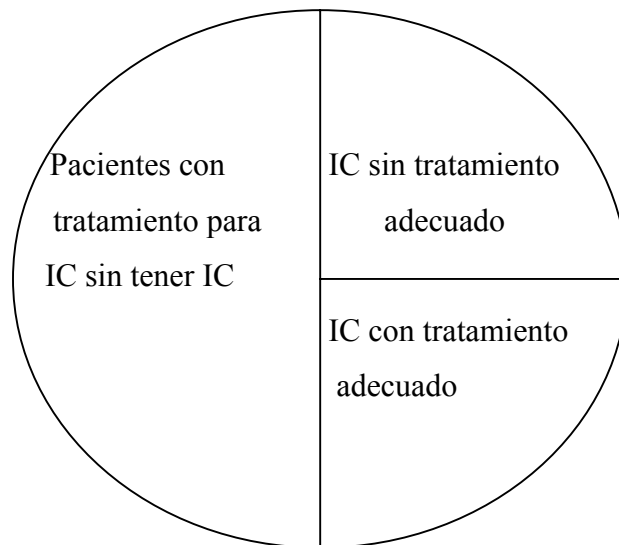 Pacientes con
tratamiento para
IC sin tener IC
IC sin tratamiento
adecuado
IC con tratamiento
adecuado